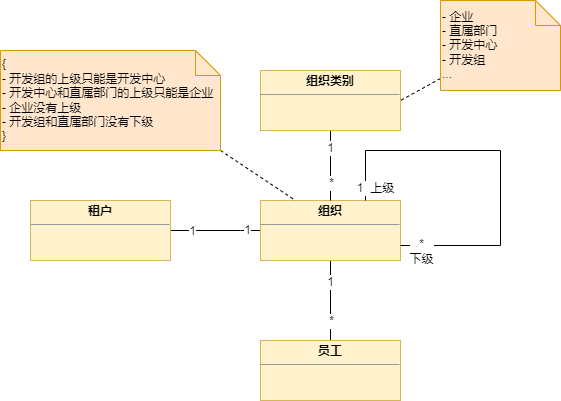 - 企业
- 直属部门
- 开发中心
- 开发组
...
{
- 开发组的上级只能是开发中心
- 开发中心和直属部门的上级只能是企业
- 企业没有上级
- 开发组和直属部门没有下级
}
组织类别
1
*
1 上级
租户
1
1
组织
*
下级
1
*
员工